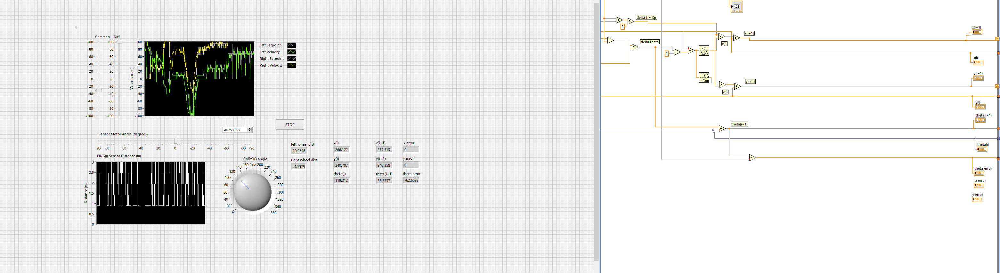 Common Diff
100 100 100
80 80 80
60 60 60
40 40 40
20 20 20
0 0 0
-20 -20 -20
-40 -40 -40
-60 -60 -60
-80 -80 -80
-100 -100 -100
Velocity (rpm)
Left Setpoint
Left Velocity
Right Setpoint
Right Velocity
STOP
-0.753138
Sensor Motor Angle (degrees)
90 80 60 40 20 0 -20 -40 -60 -80 -90
PING))) Sensor Distance (m)
3
2.5
2
1.5
1
0.5
0
Distance (m)
CMPS03 angle
0 20 40 60 80 100 120 140 160 180 200 220 240 260 280 300 320 340 360
left wheel dist
20.9536
right wheel dist
-4.1579
x(i) x(i+1) x error
266.122 274.513 0
y(i) y(i+1) y error
240.707 240.358 0
theta(i) theta(i+1) theta error
119.312 56.5337 -62.6538
1.23
DBL
delta L = Sp
2
delta theta
2
COS
SIN
x(i+1)
x(i)
y(i+1)
y(i)
theta(i+1)
x(i+1)
DBL
x(i)
DBL
y(i+1)
DBL
y(i)
DBL
theta(i+1)
DBL
theta(i)
DBL
theta error
DBL
x error
DBL
y error
DBL